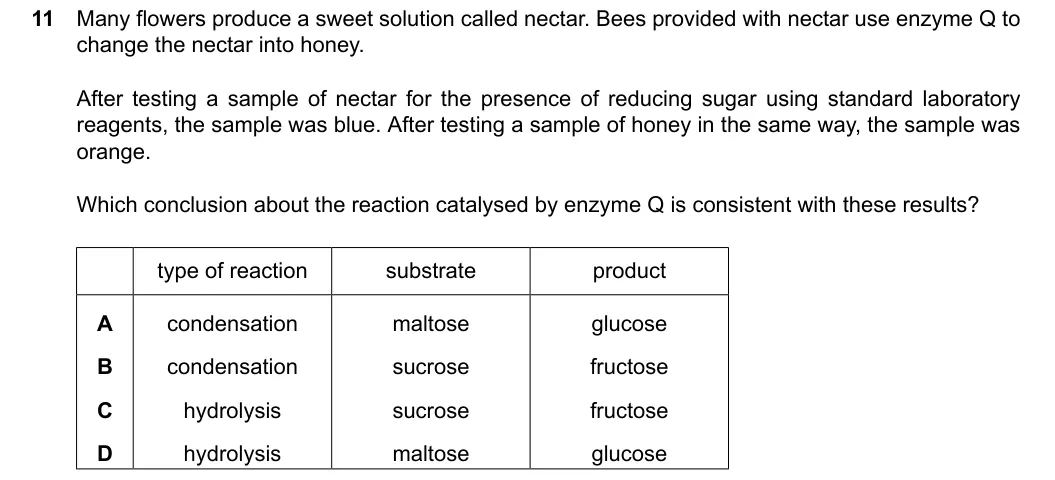 11 Many flowers produce a sweet solution called nectar. Bees provided with nectar use enzyme Q to
change the nectar into honey.
After testing a sample of nectar for the presence of reducing sugar using standard laboratory
reagents, the sample was blue. After testing a sample of honey in the same way, the sample was
orange.
Which conclusion about the reaction catalysed by enzyme Q is consistent with these results?
type of reaction substrate product
A condensation maltose glucose
B condensation sucrose fructose
C hydrolysis sucrose fructose
D hydrolysis maltose glucose